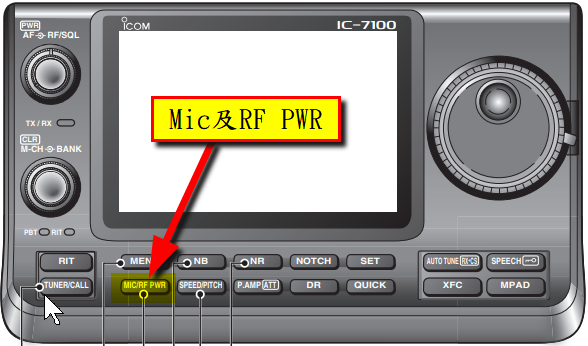 PWR
AF RF/SQL
ICOM
IC-7100
Mic及RF PWR
TX / RX
CLR
M-CH BANK
PBT RIT
RIT
MENU
NB
NR
NOTCH
SET
AUTO TUNE RX•CS
SPEECH
TUNER/CALL
MIC/RF PWR
SPEED/PITCH
P.AMP ATT
DR
QUICK
XFC
MPAD